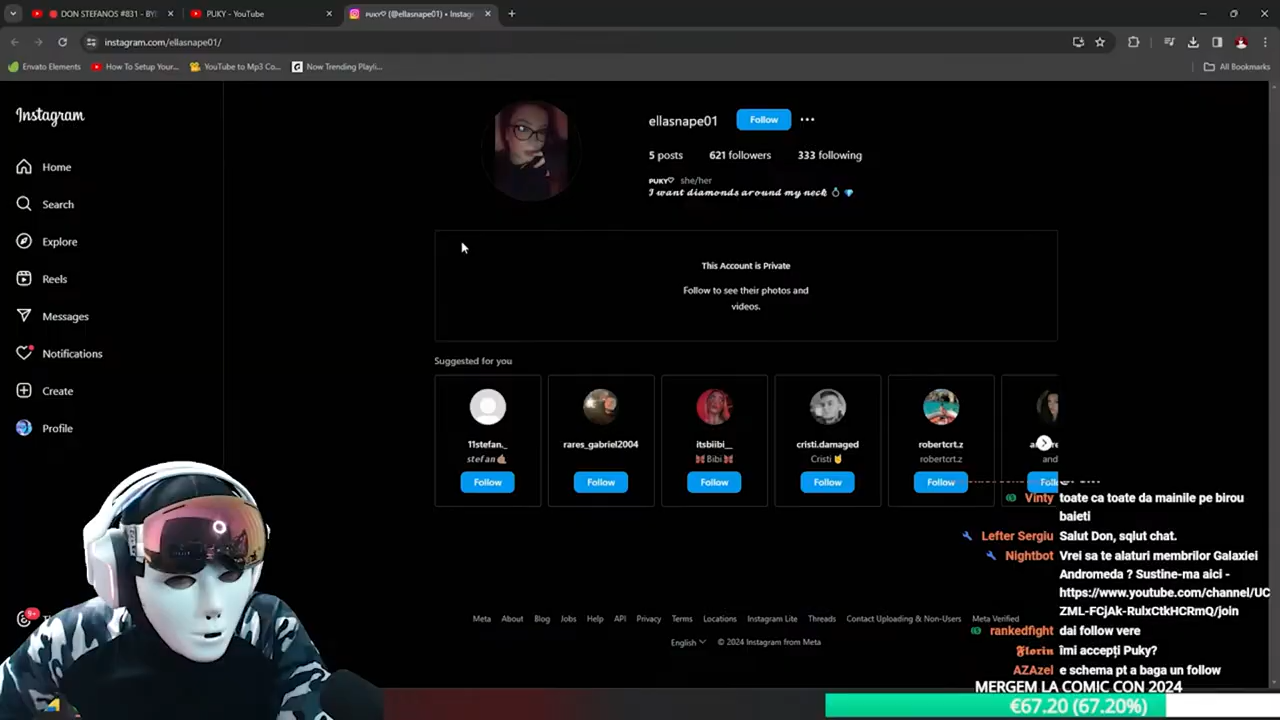 DON STEFANOS #831 - BY
PUKY - YouTube
PUKY♡ (@ellasnape01) • Instag
instagram.com/ellasnape01/
Envato Elements
How To Setup Your...
YouTube to Mp3 Co...
Now Trending Playli...
All Bookmarks
Instagram
Home
Search
Explore
Reels
Messages
Notifications
Create
Profile
9+
ellasnape01
Follow
5 posts 621 followers 333 following
PUKY♡ she/her
I want diamonds around my neck 💍 💎
This Account is Private
Follow to see their photos and
videos.
Suggested for you
11stefan._ rares_gabriel2004 itsbiibi__ cristi.damaged robertcrt.z
stefan🤙🏼 🎀Bibi🎀 Cristi 🤘 robertcrt.z and
Follow Follow Follow Follow Follow
Meta About Blog Jobs Help API Privacy Terms Locations Instagram Lite Threads Contact Uploading & Non-Users Meta Verified
English © 2024 Instagram from Meta
Vinty toate ca toate da mainile pe birou
baieti
Lefter Sergiu Salut Don, sqlut chat.
Nightbot Vrei sa te alaturi membrilor Galaxiei
Andromeda ? Sustine-ma aici -
https://www.youtube.com/channel/UC
ZML-FCjAk-RulxCtkHCRmQ/join
rankedfight dai follow vere
Florin îmi accepți Puky?
AZAzel e schema pt a baga un follow
MERGEM LA COMIC CON 2024
€67.20 (67.20%)